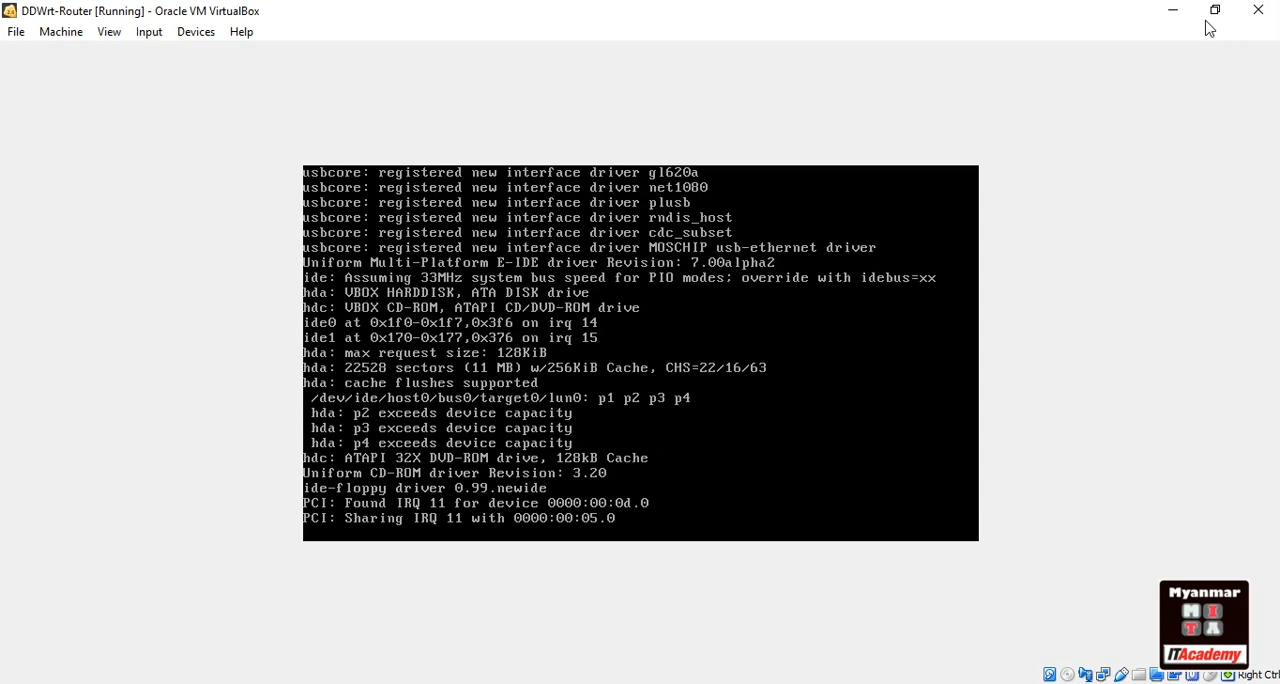 DDWrt-Router [Running] - Oracle VM VirtualBox
File Machine View Input Devices Help
usbcore: registered new interface driver gl620a
usbcore: registered new interface driver net1080
usbcore: registered new interface driver plusb
usbcore: registered new interface driver rndis_host
usbcore: registered new interface driver cdc_subset
usbcore: registered new interface driver MOSCHIP usb-ethernet driver
Uniform Multi-Platform E-IDE driver Revision: 7.00alpha2
ide: Assuming 33MHz system bus speed for PIO modes; override with idebus=xx
hda: VBOX HARDDISK, ATA DISK drive
hdc: VBOX CD-ROM, ATAPI CD/DVD-ROM drive
ide0 at 0x1f0-0x1f7,0x3f6 on irq 14
ide1 at 0x170-0x177,0x376 on irq 15
hda: max request size: 128KiB
hda: 22528 sectors (11 MB) w/256KiB Cache, CHS=22/16/63
hda: cache flushes supported
/dev/ide/host0/bus0/target0/lun0: p1 p2 p3 p4
hda: p2 exceeds device capacity
hda: p3 exceeds device capacity
hda: p4 exceeds device capacity
hdc: ATAPI 32X DVD-ROM drive, 128kB Cache
Uniform CD-ROM driver Revision: 3.20
ide-floppy driver 0.99.newide
PCI: Found IRQ 11 for device 0000:00:0d.0
PCI: Sharing IRQ 11 with 0000:00:05.0
Myanmar
M I
T A
ITAcademy
Right Ctrl